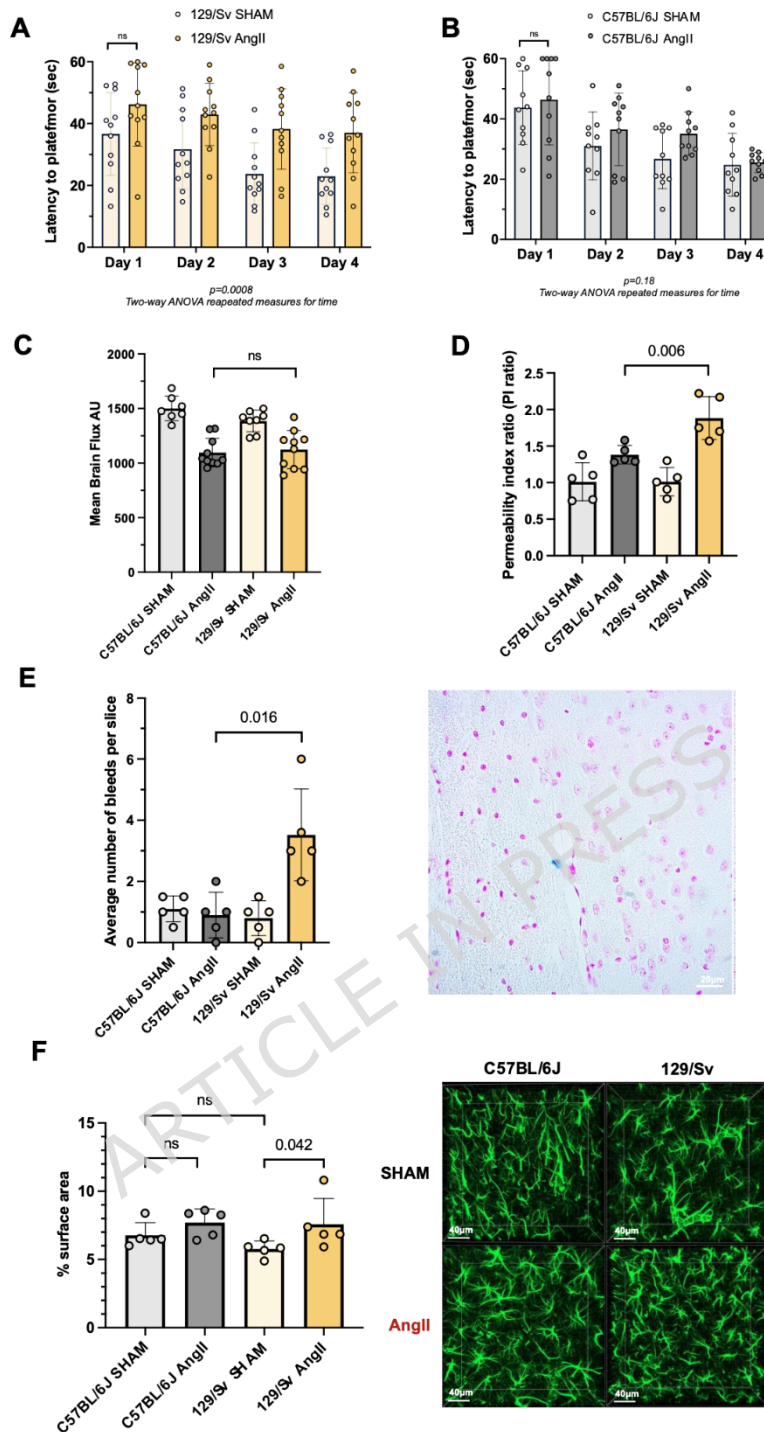 A
129/Sv SHAM
129/Sv AngII
ns
Latency to platefmor (sec)
60
40
20
0
Day 1 Day 2 Day 3 Day 4
p=0.0008
Two-way ANOVA reapeated measures for time
B
C57BL/6J SHAM
C57BL/6J AngII
ns
Latency to platefmor (sec)
60
40
20
0
Day 1 Day 2 Day 3 Day 4
p=0.18
Two-way ANOVA repeated measures for time
C
ns
Mean Brain Flux AU
2000
1500
1000
500
0
C57BL/6J SHAM
C57BL/6J AngII
129/Sv SHAM
129/Sv AngII
D
0.006
Permeability index ratio (PI ratio)
2.5
2.0
1.5
1.0
0.5
0.0
C57BL/6J SHAM
C57BL/6J AngII
129/Sv SHAM
129/Sv AngII
E
0.016
Average number of bleeds per slice
8
6
4
2
0
C57BL/6J SHAM
C57BL/6J AngII
129/Sv SHAM
129/Sv AngII
20µm
F
ns
ns
0.042
% surface area
15
10
5
0
C57BL/6J SHAM
C57BL/6J AngII
129/Sv SHAM
129/Sv AngII
C57BL/6J 129/Sv
SHAM
40µm 40µm
AngII
40µm 40µm
ARTICLE IN PRESS